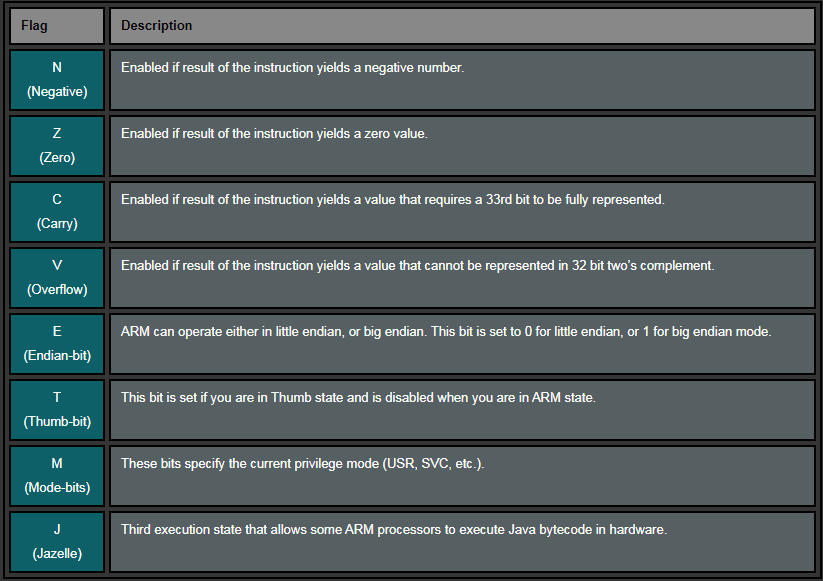 Flag Description
N
(Negative)
Enabled if result of the instruction yields a negative number.
Z
(Zero)
Enabled if result of the instruction yields a zero value.
C
(Carry)
Enabled if result of the instruction yields a value that requires a 33rd bit to be fully represented.
V
(Overflow)
Enabled if result of the instruction yields a value that cannot be represented in 32 bit two’s complement.
E
(Endian-bit)
ARM can operate either in little endian, or big endian. This bit is set to 0 for little endian, or 1 for big endian mode.
T
(Thumb-bit)
This bit is set if you are in Thumb state and is disabled when you are in ARM state.
M
(Mode-bits)
These bits specify the current privilege mode (USR, SVC, etc.).
J
(Jazelle)
Third execution state that allows some ARM processors to execute Java bytecode in hardware.